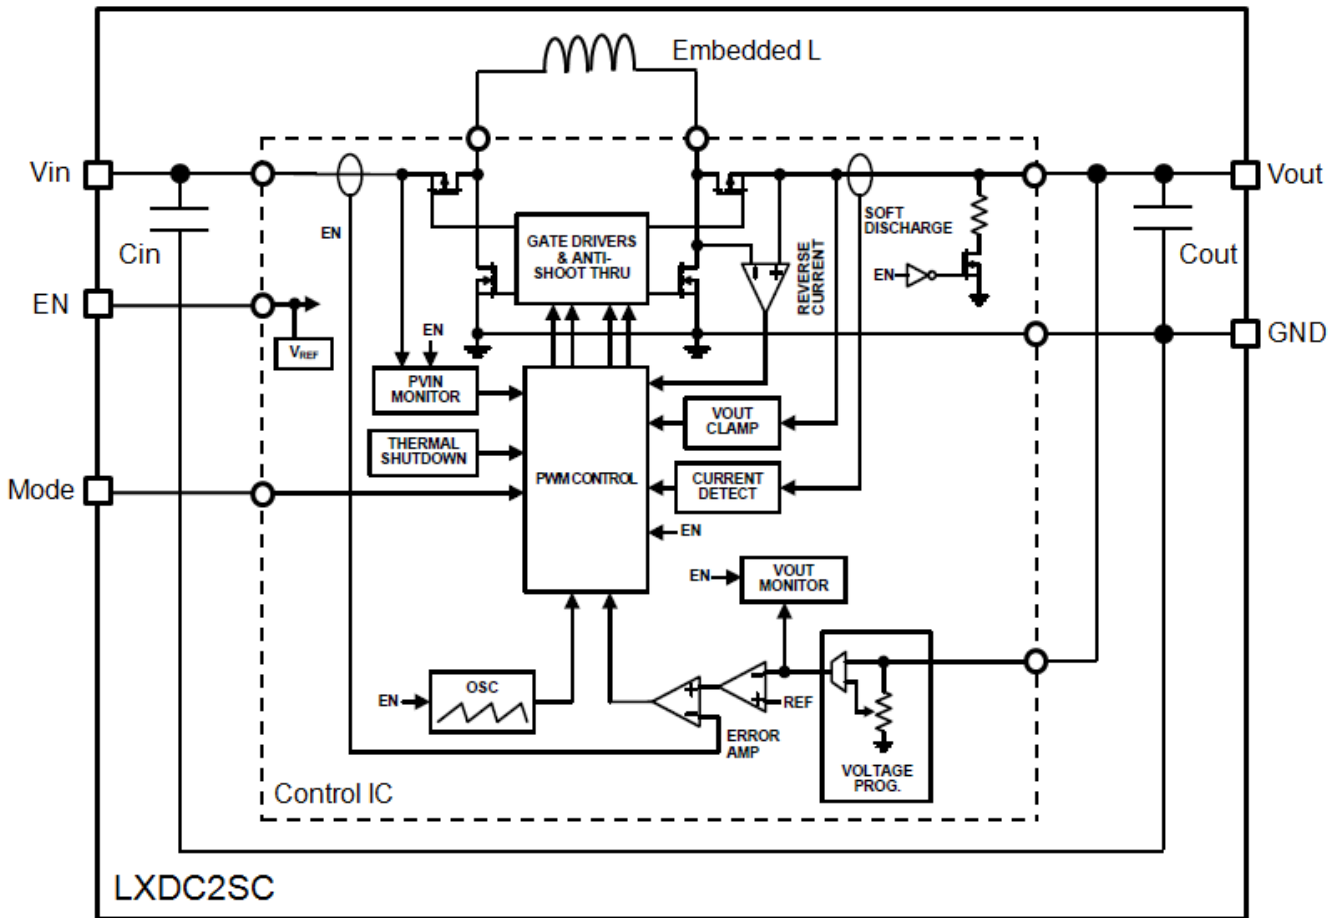 Embedded L
Vin
Vout
SOFT
DISCHARGE
EN
GATE DRIVERS
& ANTI-
SHOOT THRU
REVERSE
CURRENT
Cin
Cout
EN
EN
GND
EN
VREF
PVIN
MONITOR
VOUT
CLAMP
THERMAL
SHUTDOWN
PWM CONTROL
CURRENT
DETECT
Mode
EN
VOUT
MONITOR
EN
OSC
EN
REF
ERROR
AMP
VOLTAGE
PROG.
Control IC
LXDC2SC